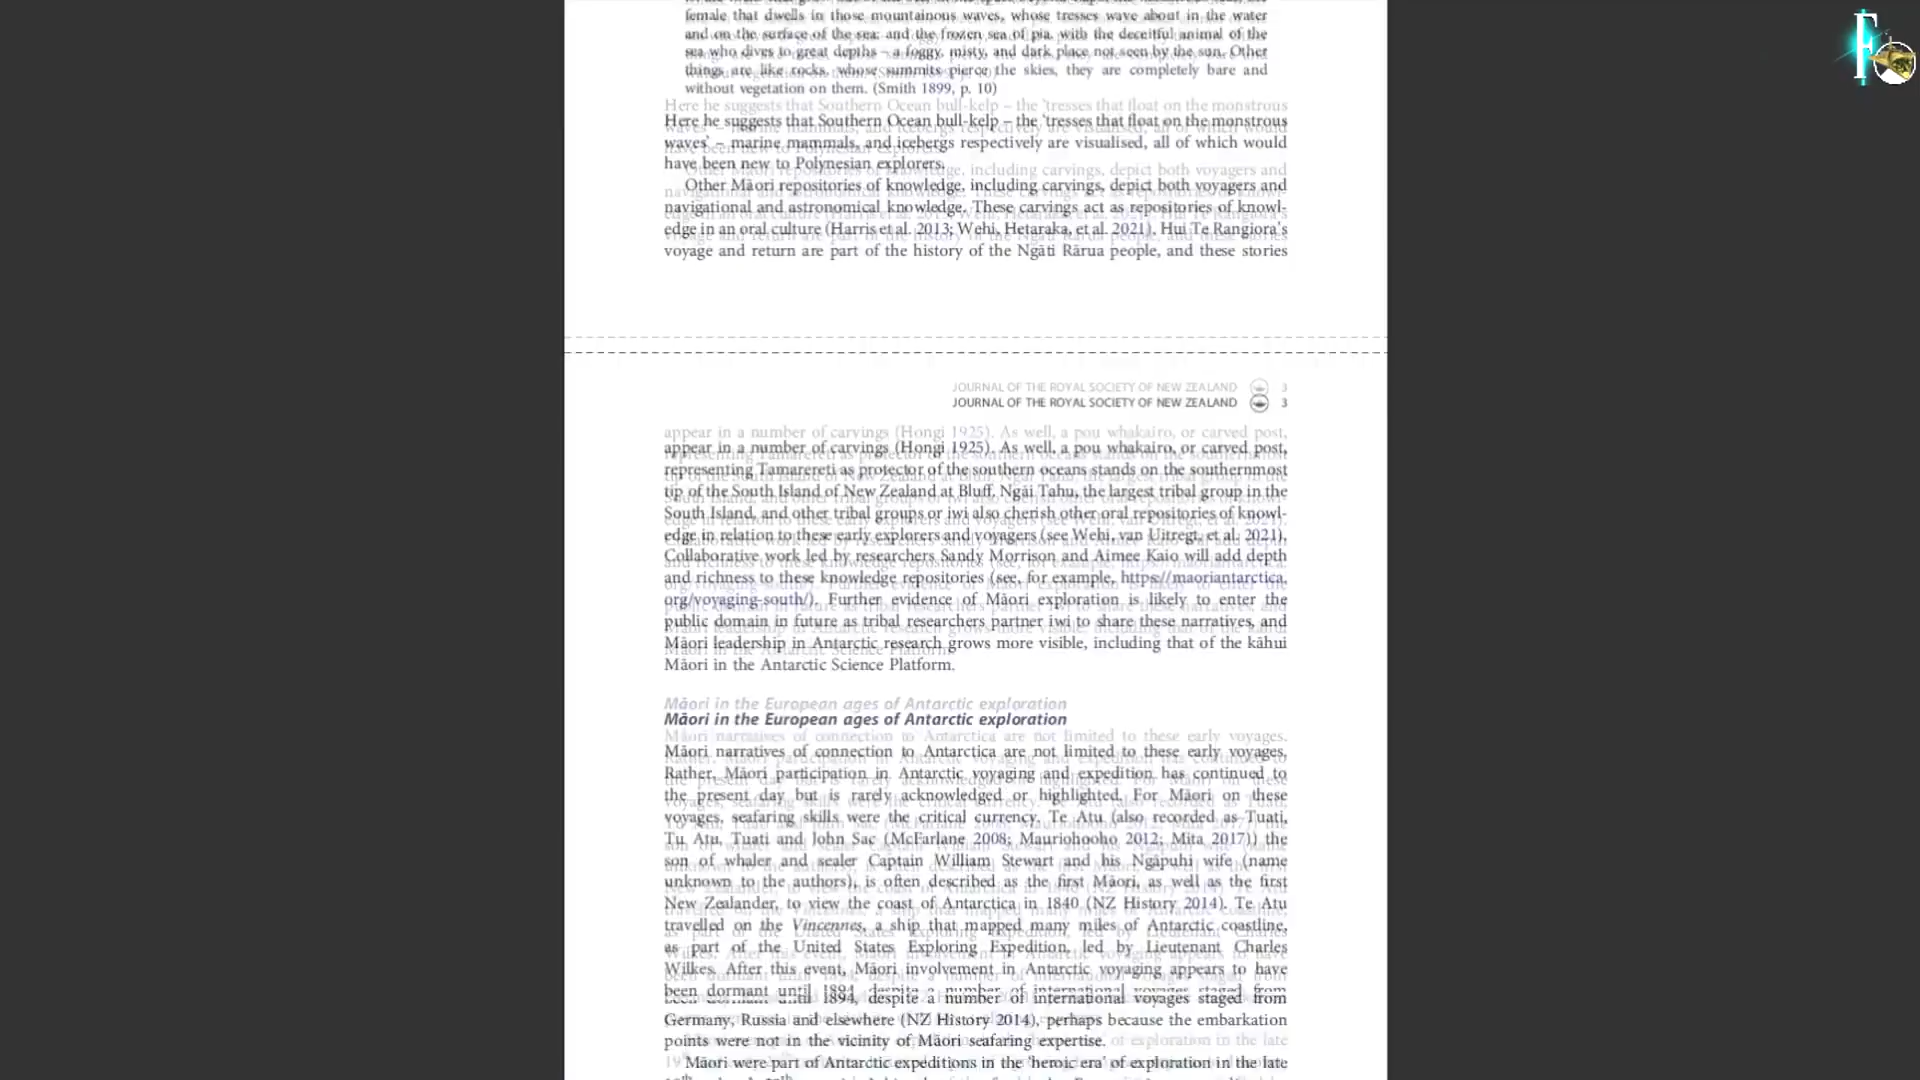 female that dwells in those mountainous waves, whose tresses wave about in the water
and on the surface of the sea; and the frozen sea of pia, with the deceitful animal of the
sea who dives to great depths – a foggy, misty, and dark place not seen by the sun. Other
things are like rocks, whose summits pierce the skies, they are completely bare and
without vegetation on them. (Smith 1899, p. 10)
Here he suggests that Southern Ocean bull-kelp – the 'tresses that float on the monstrous
waves' – marine mammals, and icebergs respectively are visualised, all of which would
have been new to Polynesian explorers.
Other Māori repositories of knowledge, including carvings, depict both voyagers and
navigational and astronomical knowledge. These carvings act as repositories of knowl-
edge in an oral culture (Harris et al. 2013; Wehi, Hetaraka, et al. 2021). Hui Te Rangiora's
voyage and return are part of the history of the Ngāti Rārua people, and these stories
JOURNAL OF THE ROYAL SOCIETY OF NEW ZEALAND 3
appear in a number of carvings (Hongi 1925). As well, a pou whakairo, or carved post,
representing Tamarereti as protector of the southern oceans stands on the southernmost
tip of the South Island of New Zealand at Bluff. Ngāi Tahu, the largest tribal group in the
South Island, and other tribal groups or iwi also cherish other oral repositories of knowl-
edge in relation to these early explorers and voyagers (see Wehi, van Uitregt, et al. 2021).
Collaborative work led by researchers Sandy Morrison and Aimee Kaio will add depth
and richness to these knowledge repositories (see, for example, https://maoriantarctica.
org/voyaging-south/). Further evidence of Māori exploration is likely to enter the
public domain in future as tribal researchers partner iwi to share these narratives, and
Māori leadership in Antarctic research grows more visible, including that of the kāhui
Māori in the Antarctic Science Platform.
Māori in the European ages of Antarctic exploration
Māori narratives of connection to Antarctica are not limited to these early voyages.
Rather, Māori participation in Antarctic voyaging and expedition has continued to
the present day but is rarely acknowledged or highlighted. For Māori on these
voyages, seafaring skills were the critical currency. Te Atu (also recorded as Tuati,
Tu Atu, Tuati and John Sac (McFarlane 2008; Mauriohooho 2012; Mita 2017)) the
son of whaler and sealer Captain William Stewart and his Ngāpuhi wife (name
unknown to the authors), is often described as the first Māori, as well as the first
New Zealander, to view the coast of Antarctica in 1840 (NZ History 2014). Te Atu
travelled on the Vincennes, a ship that mapped many miles of Antarctic coastline,
as part of the United States Exploring Expedition, led by Lieutenant Charles
Wilkes. After this event, Māori involvement in Antarctic voyaging appears to have
been dormant until 1894, despite a number of international voyages staged from
Germany, Russia and elsewhere (NZ History 2014), perhaps because the embarkation
points were not in the vicinity of Māori seafaring expertise.
Māori were part of Antarctic expeditions in the 'heroic era' of exploration in the late
F